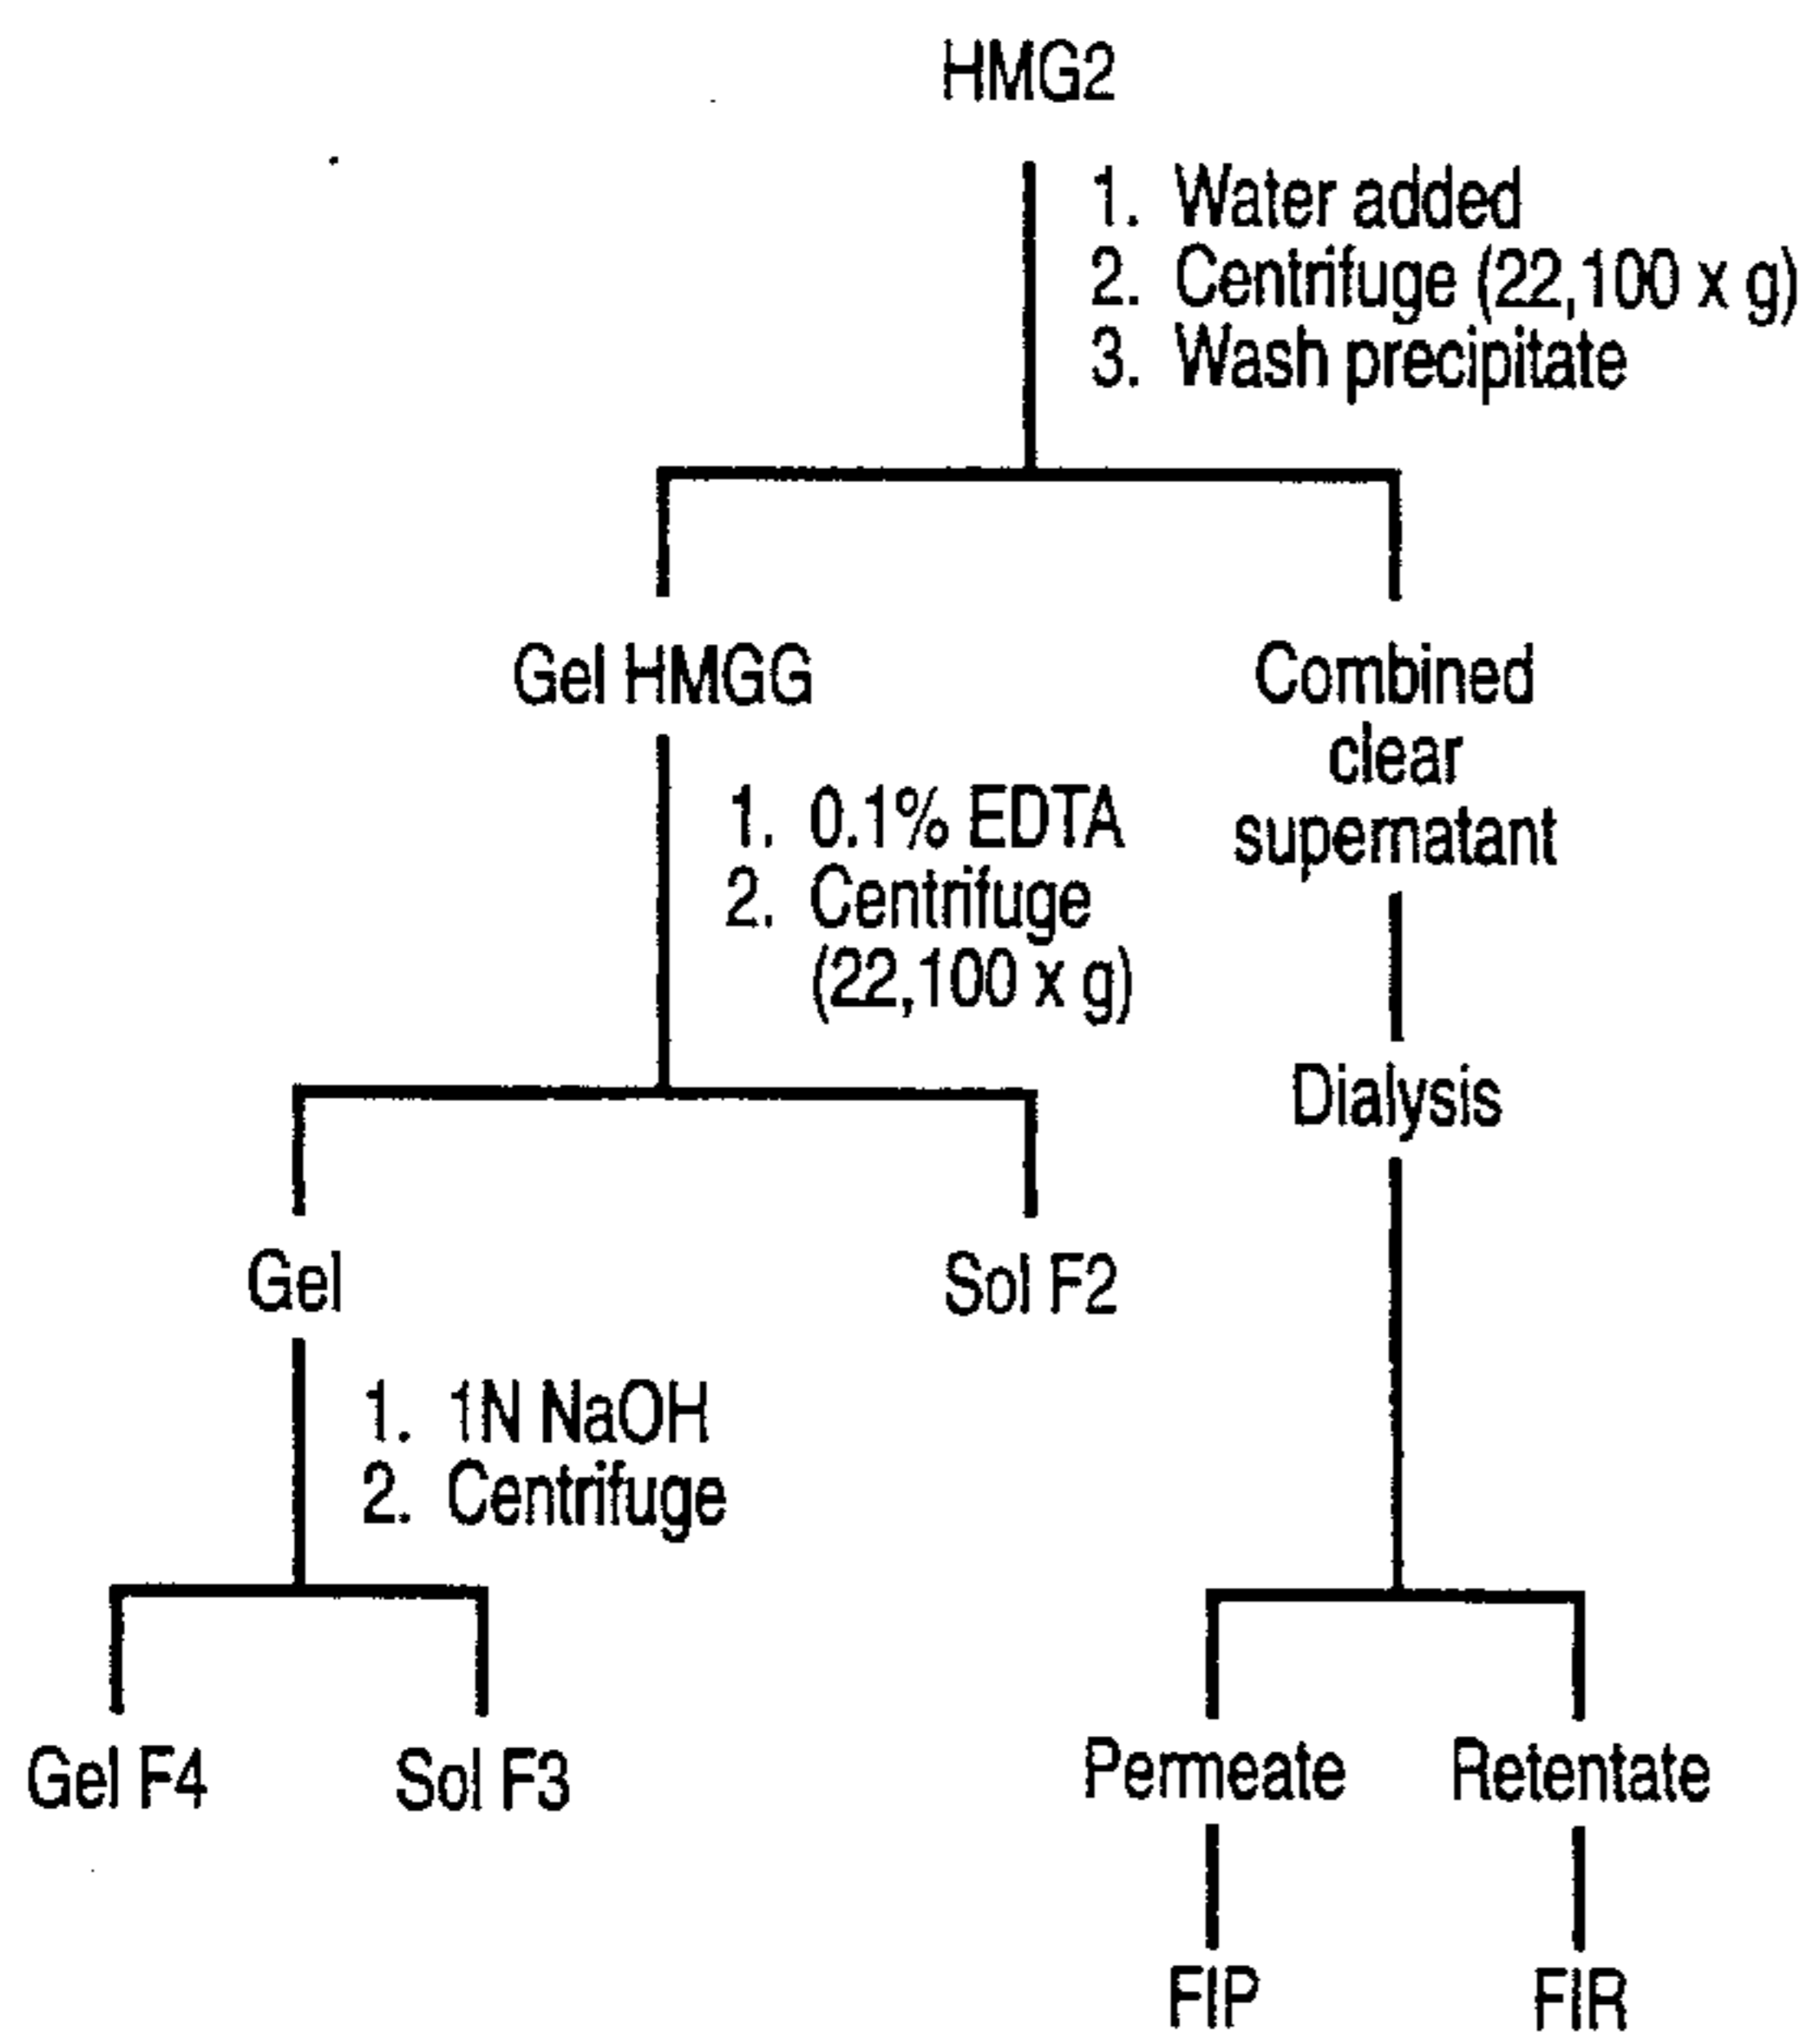 HMG2
1. Water added
2. Centrifuge (22,100 x g)
3. Wash precipitate
Gel HMGG
Combined
clear
supernatant
1. 0.1% EDTA
2. Centrifuge
(22,100 x g)
Dialysis
Gel
Sol F2
1. 1N NaOH
2. Centrifuge
Gel F4
Sol F3
Permeate
Retentate
FIP
FIR